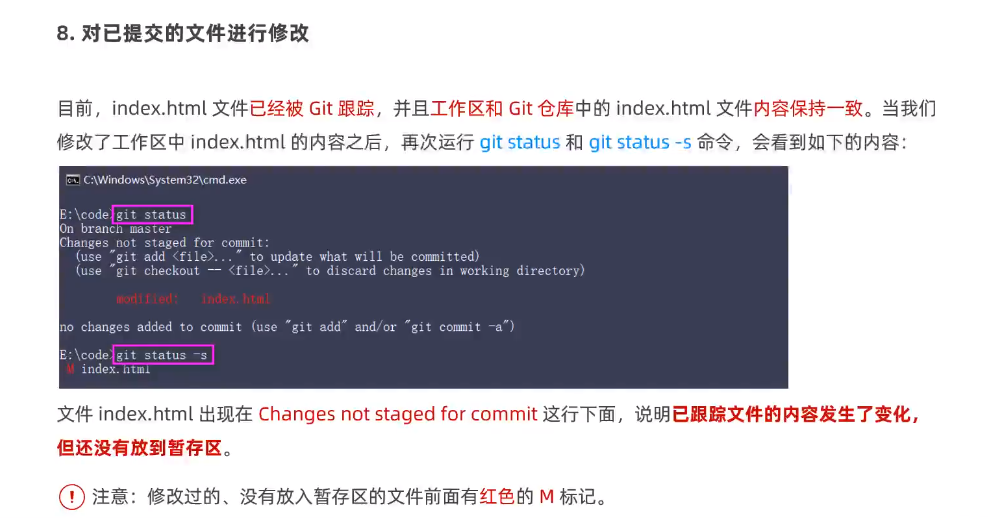 8. 对已提交的文件进行修改
目前，index.html 文件已经被 Git 跟踪，并且工作区和 Git 仓库中的 index.html 文件内容保持一致。当我们
修改了工作区中 index.html 的内容之后，再次运行 git status 和 git status -s 命令，会看到如下的内容：
C:\Windows\System32\cmd.exe
E:\code>git status
On branch master
Changes not staged for commit:
(use "git add <file>..." to update what will be committed)
(use "git checkout -- <file>..." to discard changes in working directory)
modified: index.html
no changes added to commit (use "git add" and/or "git commit -a")
E:\code>git status -s
M index.html
文件 index.html 出现在 Changes not staged for commit 这行下面，说明已跟踪文件的内容发生了变化，
但还没有放到暂存区。
! 注意：修改过的、没有放入暂存区的文件前面有红色的 M 标记。